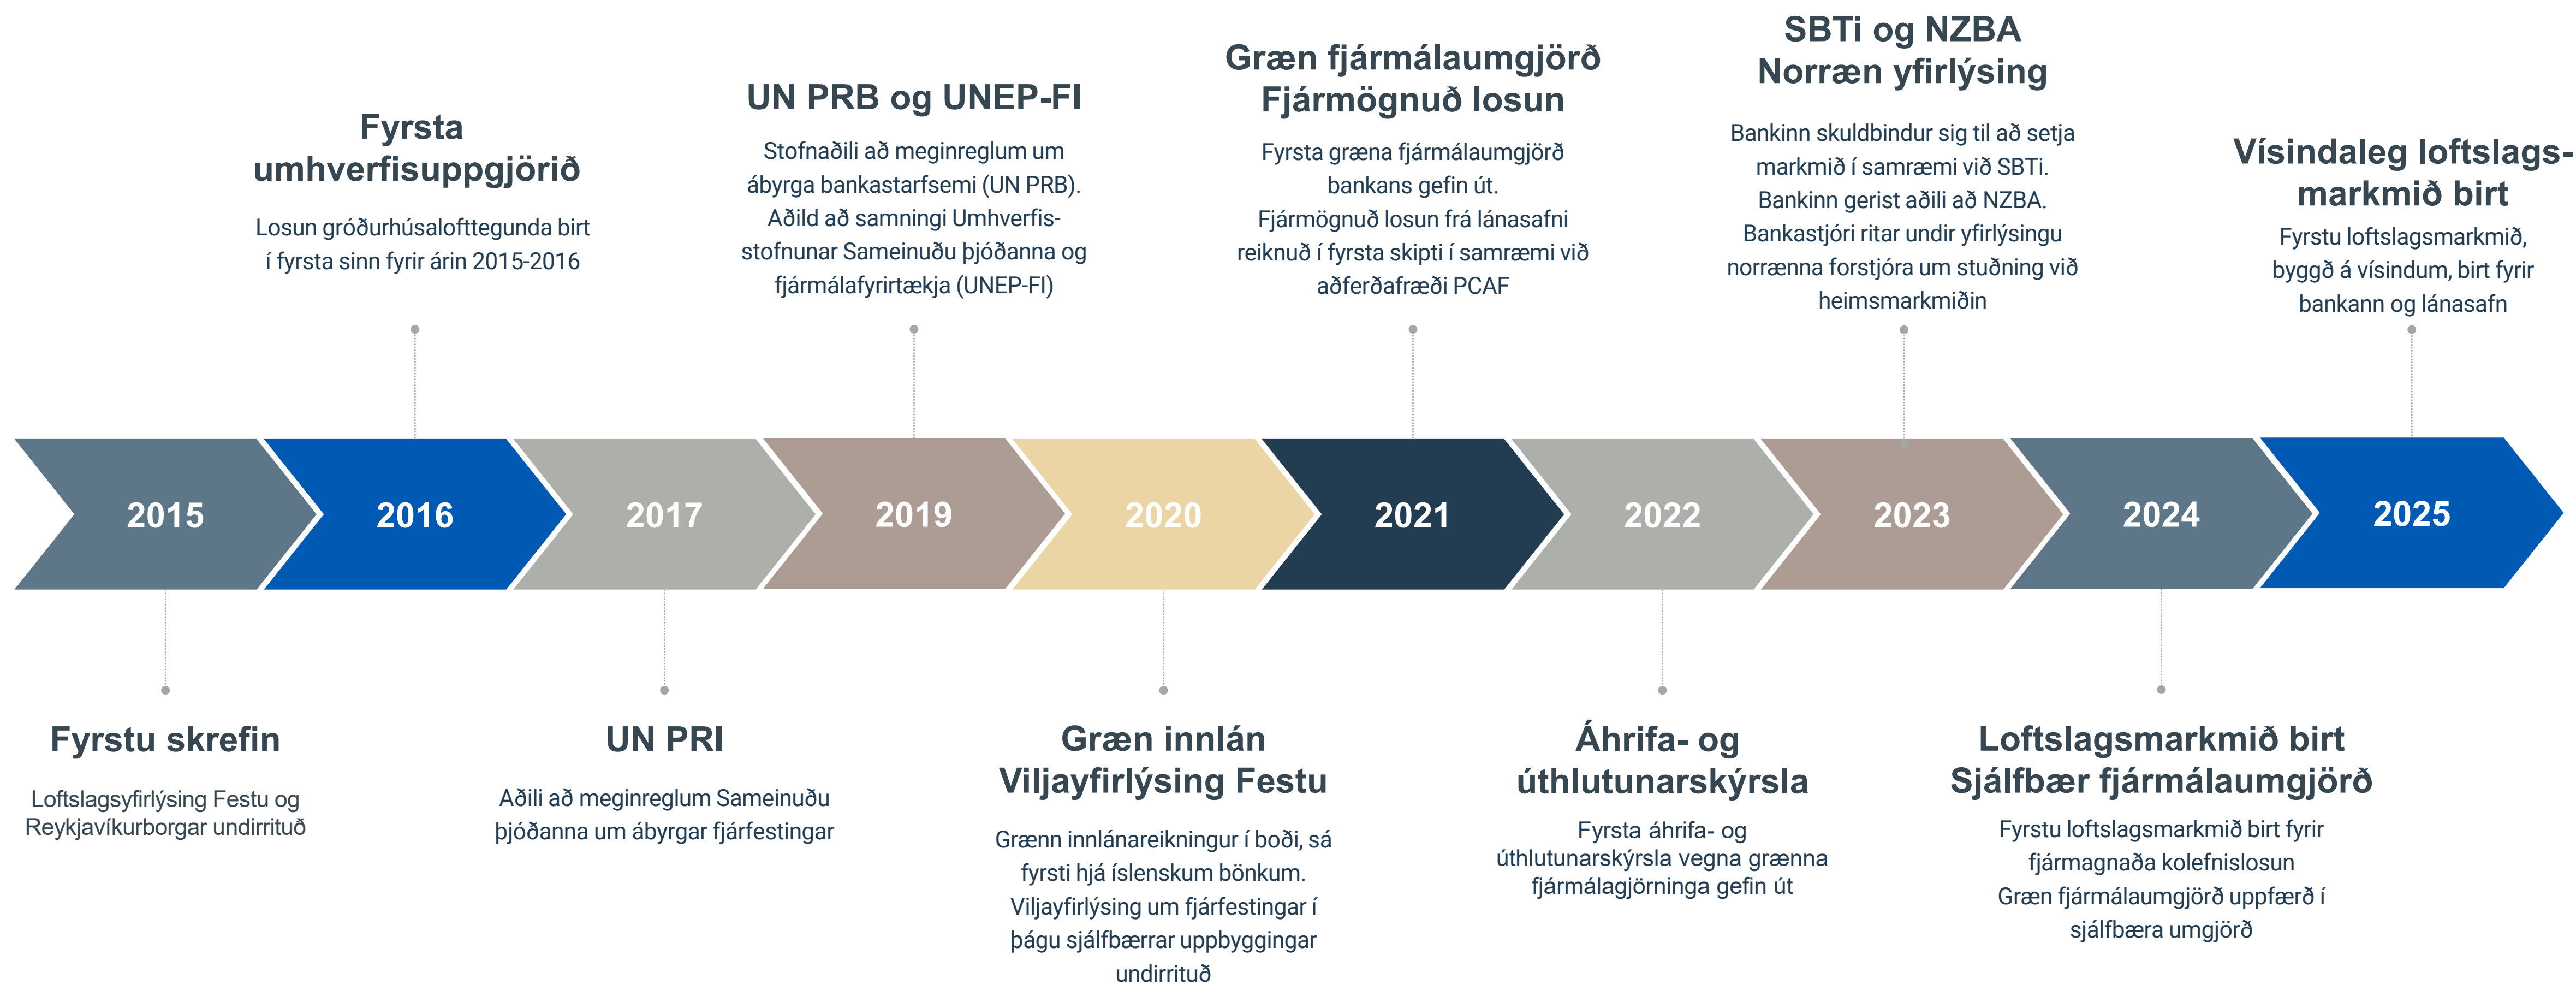 Fyrsta
umhverfisuppgjörið
Losun gróðurhúsalofttegunda birt
í fyrsta sinn fyrir árin 2015-2016
UN PRB og UNEP-FI
Stofnaðili að meginreglum um
ábyrga bankastarfsemi (UN PRB).
Aðild að samningi Umhverfis-
stofnunar Sameinuðu þjóðanna og
fjármálafyrirtækja (UNEP-FI)
Græn fjármálaumgjörð
Fjármögnuð losun
Fyrsta græna fjármálaumgjörð
bankans gefin út.
Fjármögnuð losun frá lánasafni
reiknuð í fyrsta skipti í samræmi við
aðferðafræði PCAF
SBTi og NZBA
Norræn yfirlýsing
Bankinn skuldbindur sig til að setja
markmið í samræmi við SBTi.
Bankinn gerist aðili að NZBA.
Bankastjóri ritar undir yfirlýsingu
norrænna forstjóra um stuðning við
heimsmarkmiðin
Vísindaleg loftslags-
markmið birt
Fyrstu loftslagsmarkmið,
byggð á vísindum, birt fyrir
bankann og lánasafn
2015
2016
2017
2019
2020
2021
2022
2023
2024
2025
Fyrstu skrefin
Loftslagsyfirlýsing Festu og
Reykjavíkurborgar undirrituð
UN PRI
Aðili að meginreglum Sameinuðu
þjóðanna um ábyrgar fjárfestingar
Græn innlán
Viljayfirlýsing Festu
Grænn innlánareikningur í boði, sá
fyrsti hjá íslenskum bönkum.
Viljayfirlýsing um fjárfestingar í
þágu sjálfbærrar uppbyggingar
undirrituð
Áhrifa- og
úthlutunarskýrsla
Fyrsta áhrifa- og
úthlutunarskýrsla vegna grænna
fjármálagjörninga gefin út
Loftslagsmarkmið birt
Sjálfbær fjármálaumgjörð
Fyrstu loftslagsmarkmið birt fyrir
fjármagnaða kolefnislosun
Græn fjármálaumgjörð uppfærð í
sjálfbæra umgjörð